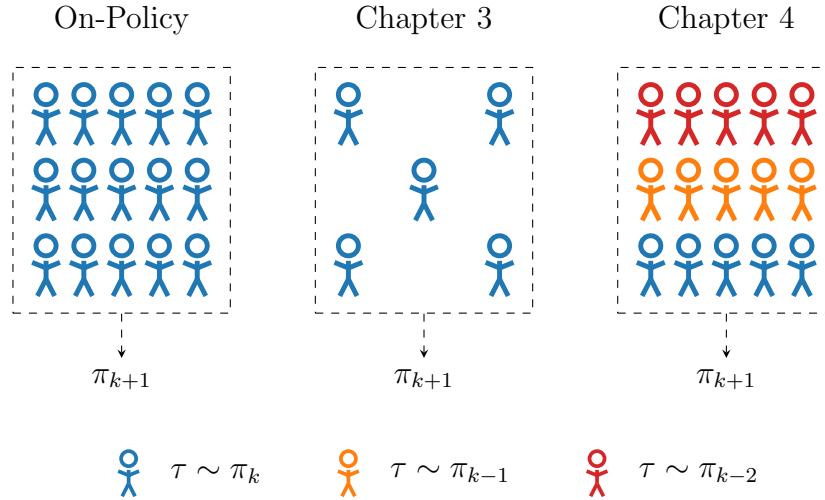 On-Policy Chapter 3 Chapter 4
π_{k+1} π_{k+1} π_{k+1}
τ ∼ π_k τ ∼ π_{k−1} τ ∼ π_{k−2}